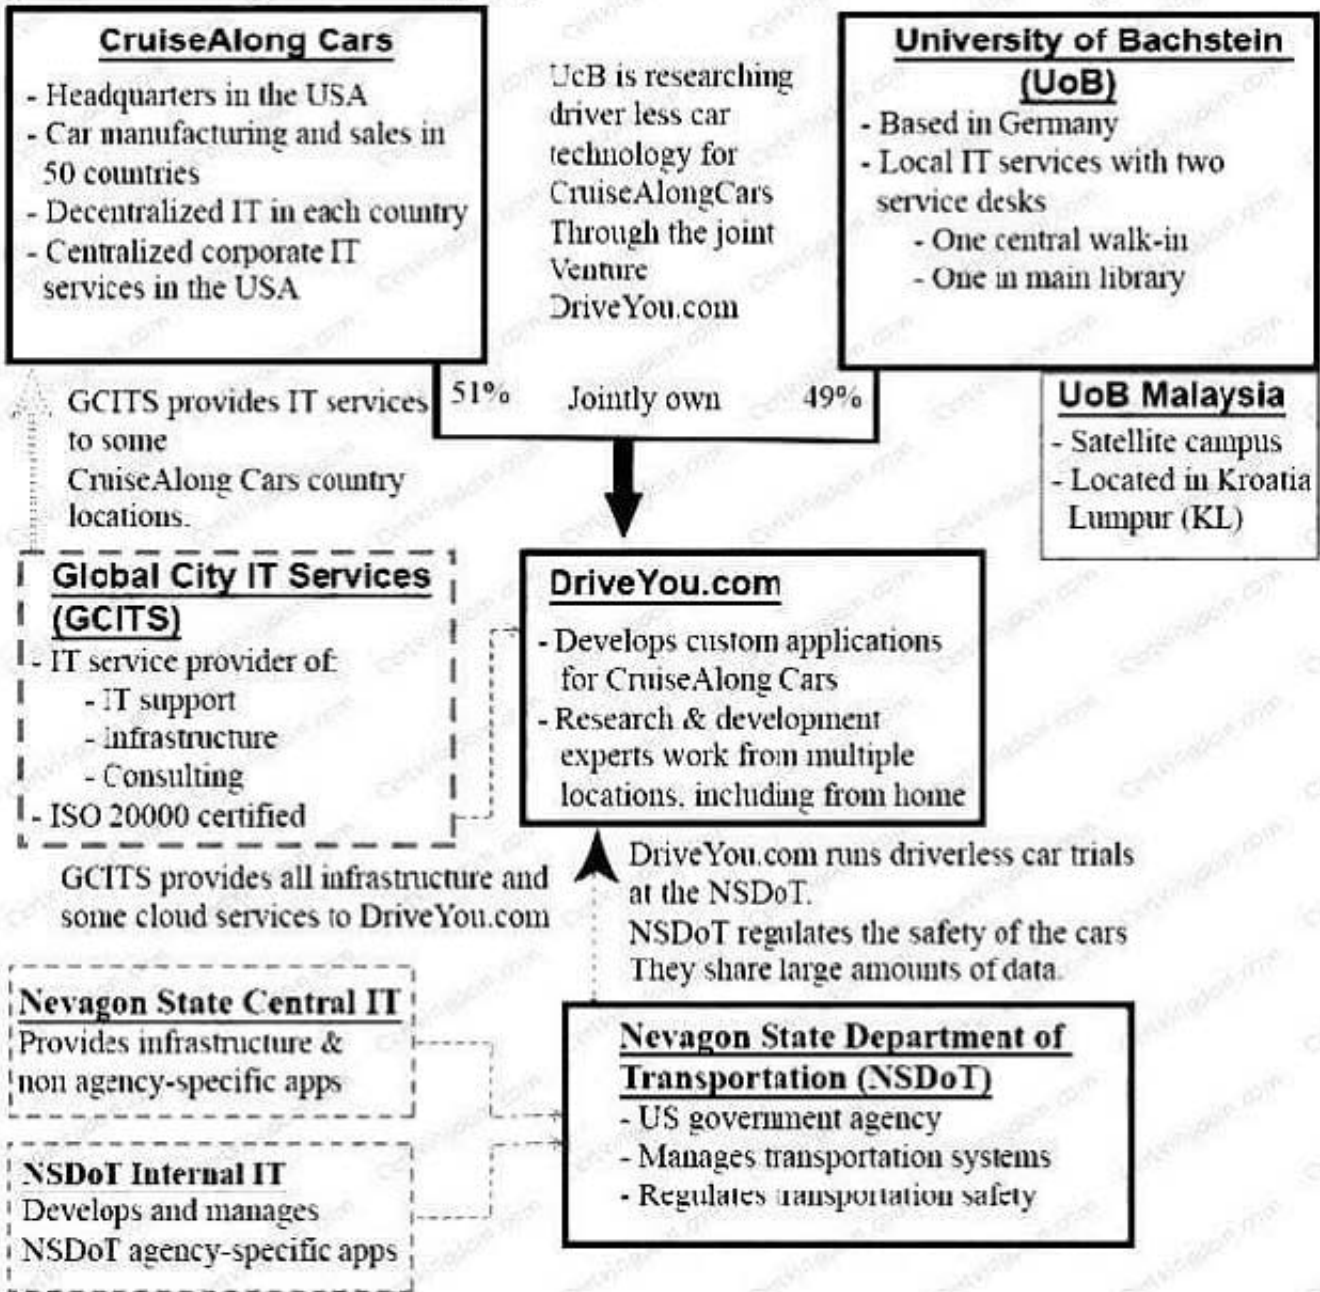 CruiseAlong Cars
- Headquarters in the USA
- Car manufacturing and sales in
50 countries
- Decentralized IT in each country
- Centralized corporate IT
services in the USA
UcB is researching
driver less car
technology for
CruiseAlongCars
Through the joint
Venture
DriveYou.com
University of Bachstein
(UoB)
- Based in Germany
- Local IT services with two
service desks
- One central walk-in
- One in main library
51% Jointly own 49%
UoB Malaysia
- Satellite campus
- Located in Kroatia
Lumpur (KL)
GCITS provides IT services
to some
CruiseAlong Cars country
locations.
Global City IT Services
(GCITS)
- IT service provider of:
- IT support
- infrastructure
- Consulting
- ISO 20000 certified
DriveYou.com
- Develops custom applications
for CruiseAlong Cars
- Research & development
experts work from multiple
locations, including from home
GCITS provides all infrastructure and
some cloud services to DriveYou.com
DriveYou.com runs driverless car trials
at the NSDoT.
NSDoT regulates the safety of the cars
They share large amounts of data.
Nevagon State Central IT
Provides infrastructure &
non agency-specific apps
NSDoT Internal IT
Develops and manages
NSDoT agency-specific apps
Nevagon State Department of
Transportation (NSDoT)
- US government agency
- Manages transportation systems
- Regulates transportation safety